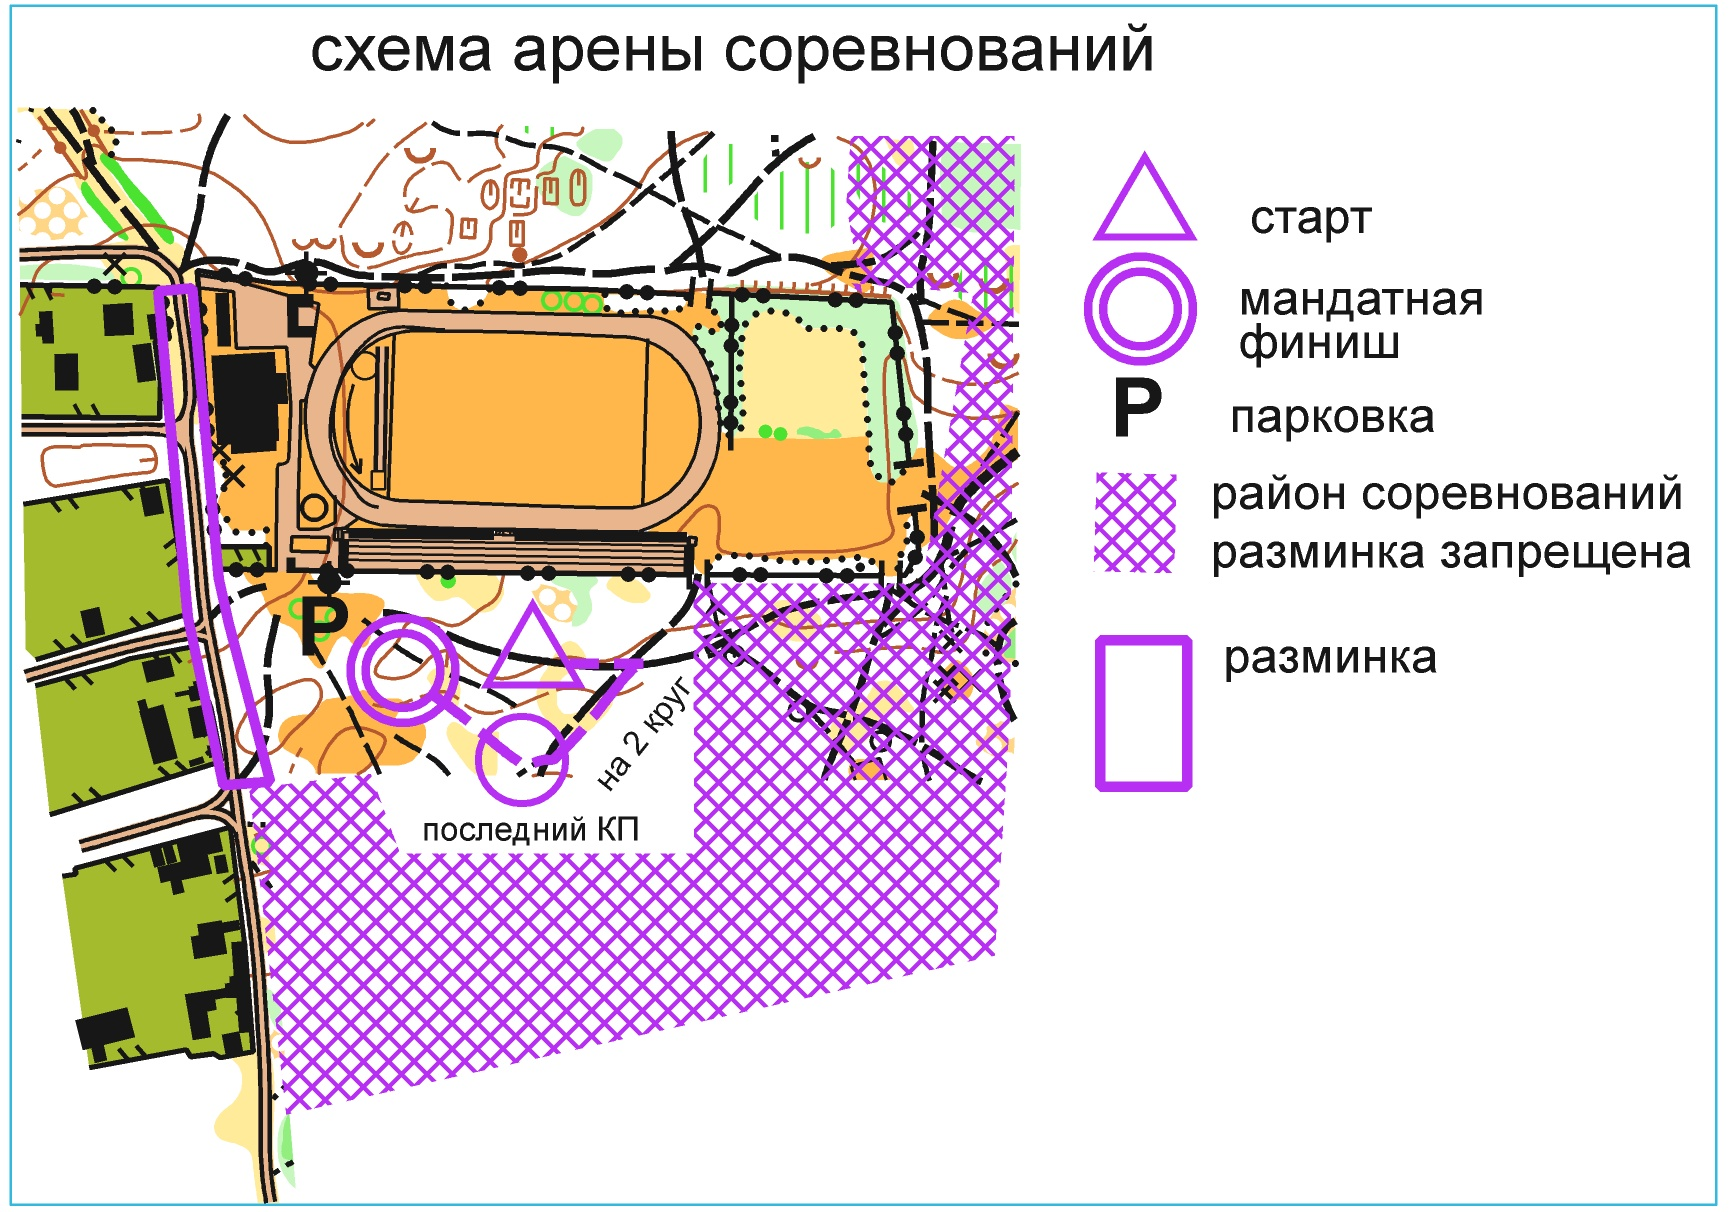 схема арены соревнований
старт
мандатная
финиш
P
парковка
район соревнований
разминка запрещена
разминка
P
на 2 круг
последний КП